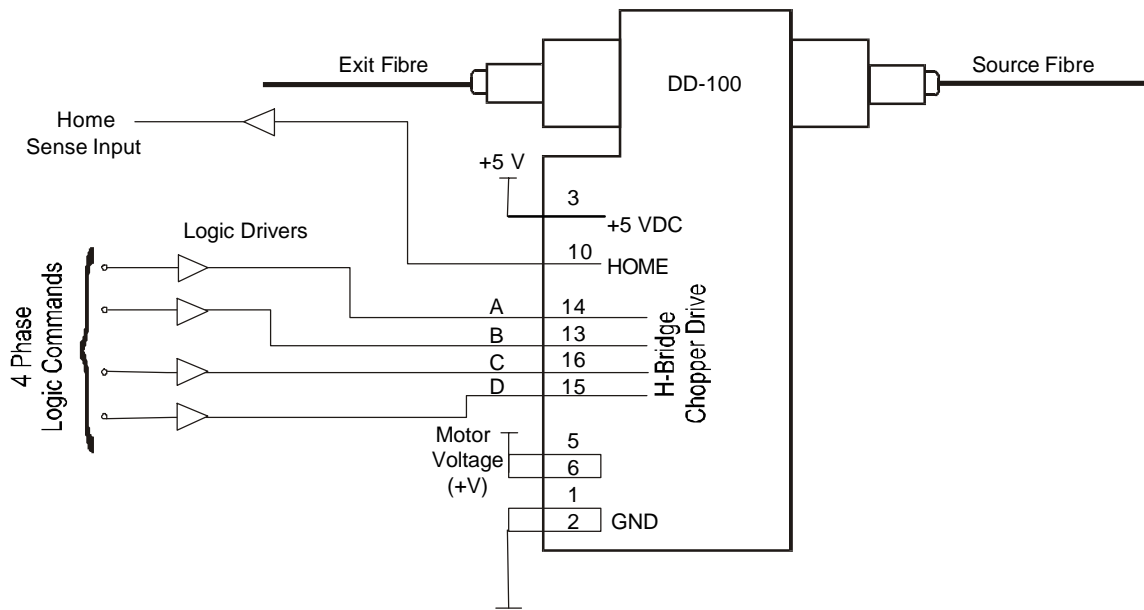 Exit Fibre
DD-100
Source Fibre
Home
Sense Input
+5 V
3
+5 VDC
10
HOME
Logic Drivers
4 Phase
Logic Commands
A
14
B
13
C
16
D
15
H-Bridge
Chopper Drive
Motor
Voltage
(+V)
5
6
1
2
GND